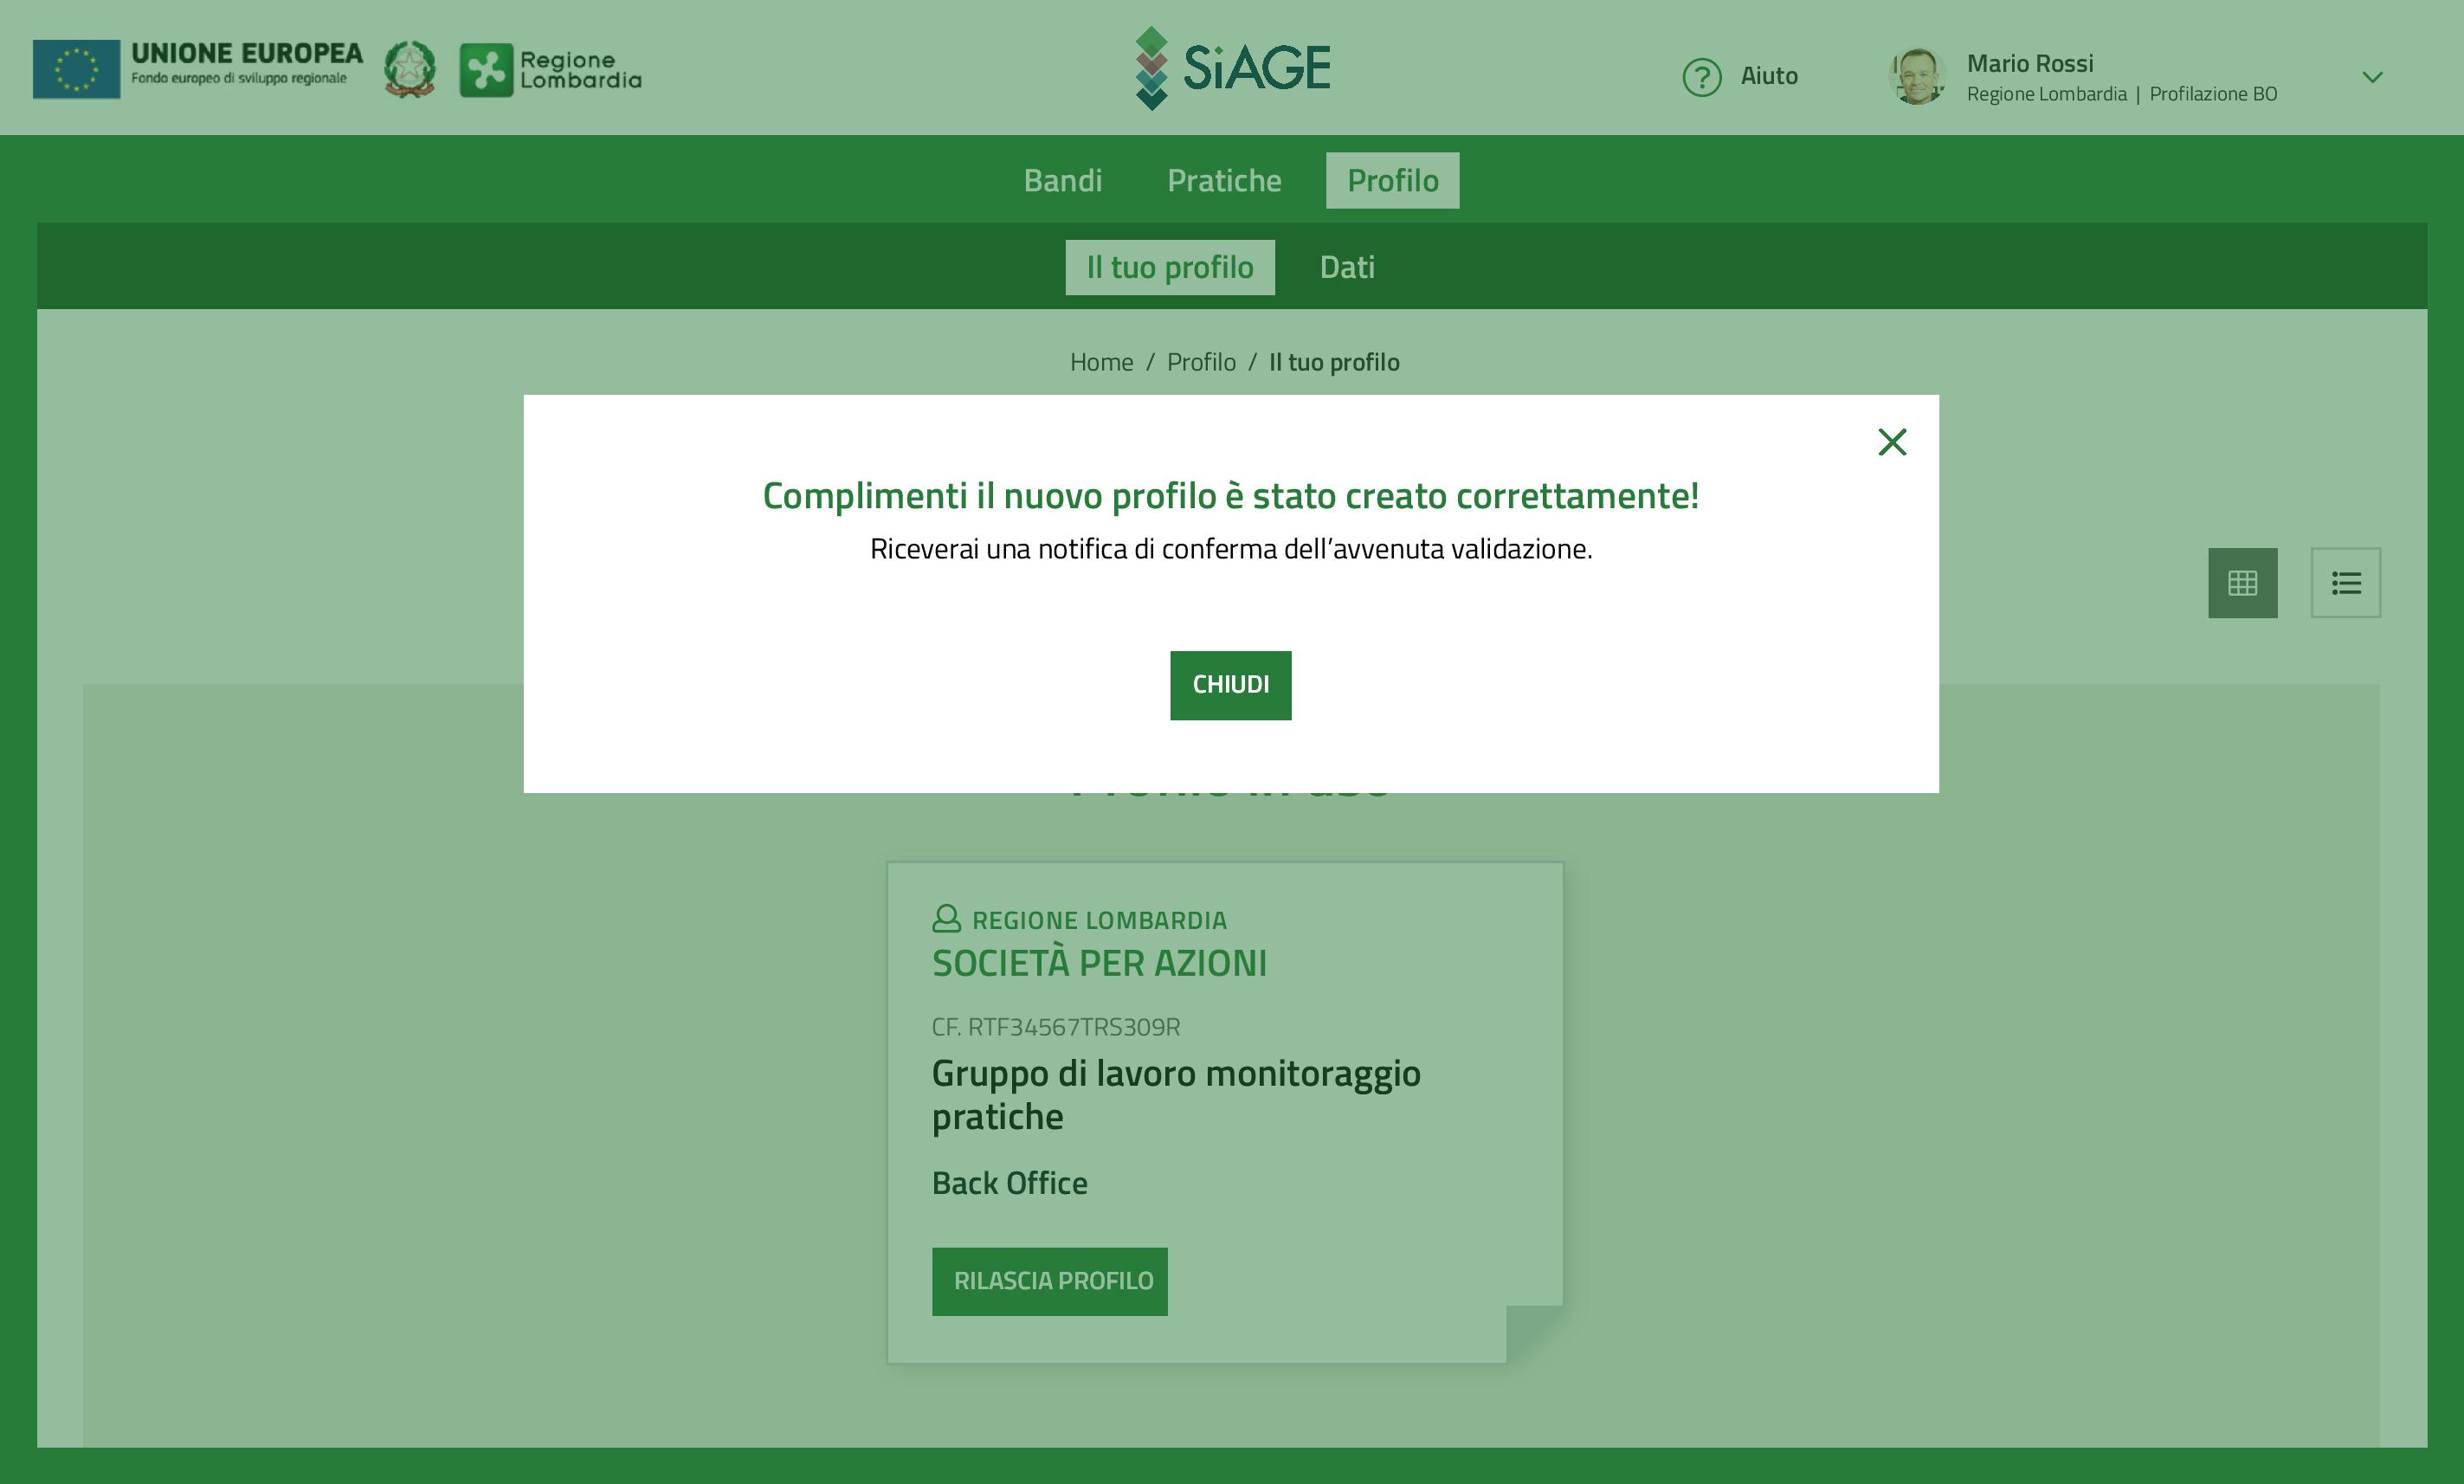 UNIONE EUROPEA
Fondo europeo di sviluppo regionale
Regione
Lombardia
SiAGE
Aiuto
Mario Rossi
Regione Lombardia | Profilazione BO
Bandi Pratiche Profilo
Il tuo profilo Dati
Home / Profilo / Il tuo profilo
Complimenti il nuovo profilo è stato creato correttamente!
Riceverai una notifica di conferma dell’avvenuta validazione.
CHIUDI
REGIONE LOMBARDIA
SOCIETÀ PER AZIONI
CF. RTF34567TRS309R
Gruppo di lavoro monitoraggio
pratiche
Back Office
RILASCIA PROFILO